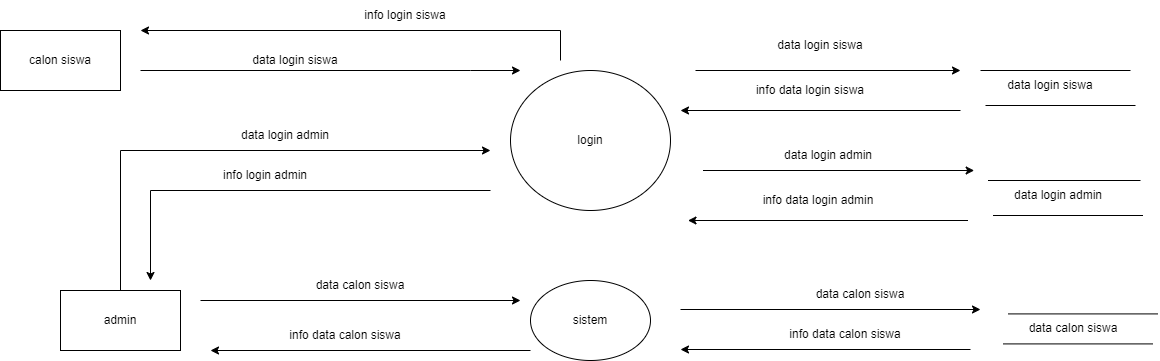 info login siswa
calon siswa
data login siswa
data login siswa
info data login siswa
data login siswa
data login admin
login
data login admin
info login admin
info data login admin
data login admin
data calon siswa
data calon siswa
admin
sistem
info data calon siswa
info data calon siswa
data calon siswa